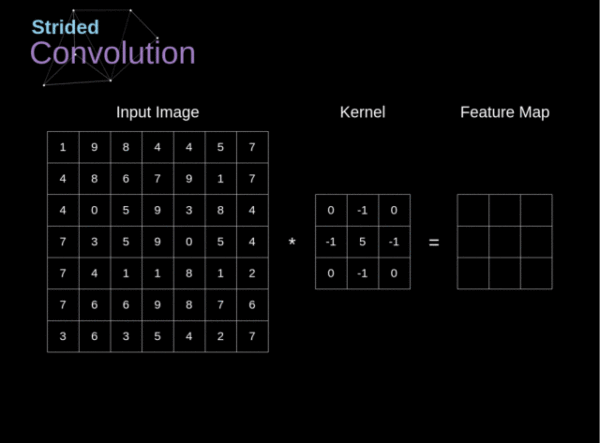 Strided
Convolution
Input Image
Kernel
Feature Map
1 9 8 4 4 5 7
4 8 6 7 9 1 7
4 0 5 9 3 8 4
7 3 5 9 0 5 4
7 4 1 1 8 1 2
7 6 6 9 8 7 6
3 6 3 5 4 2 7
*
0 -1 0
-1 5 -1
0 -1 0
=